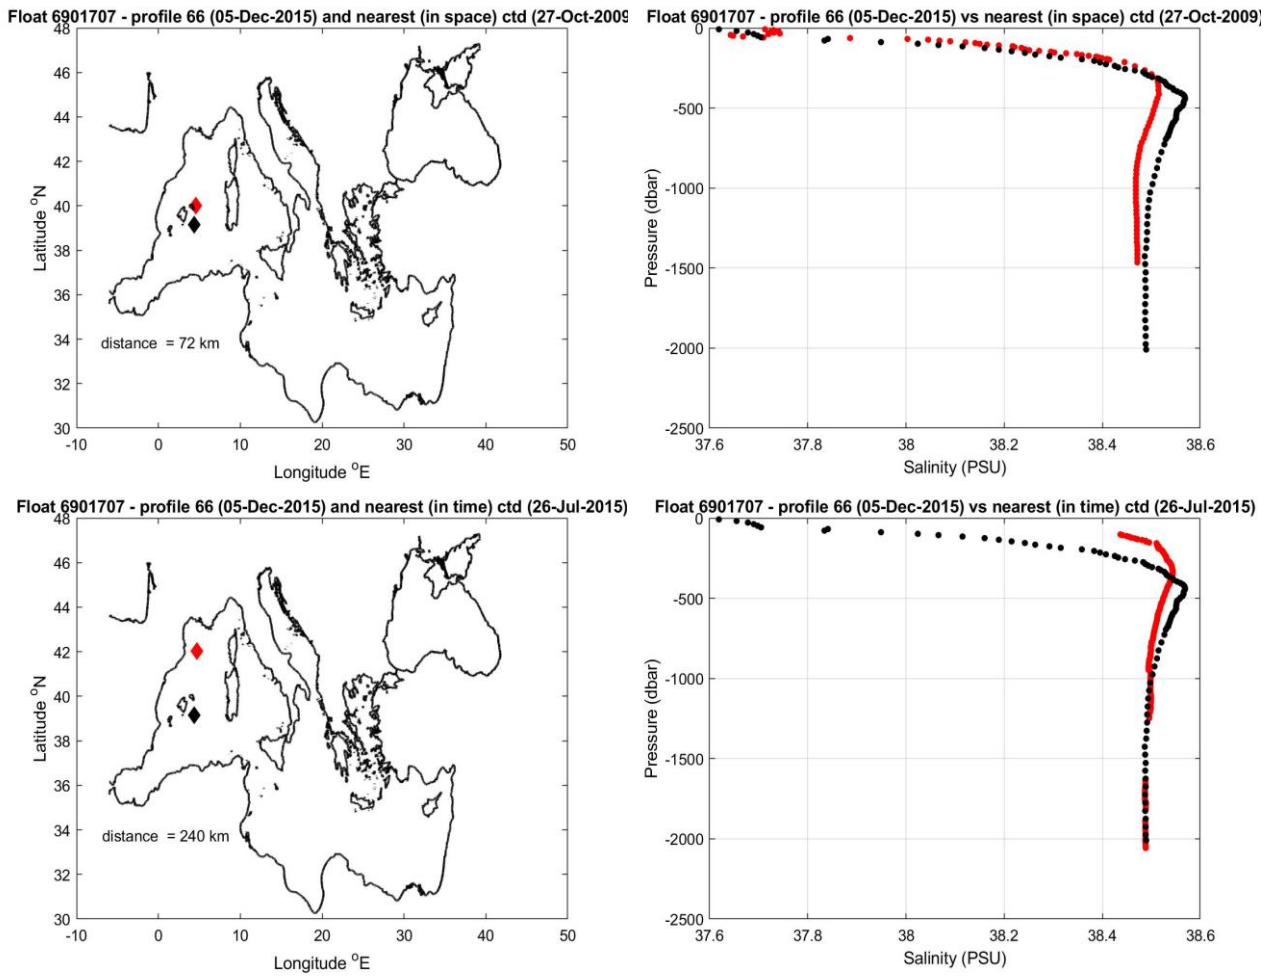 Float 6901707 - profile 66 (05-Dec-2015) and nearest (in space) ctd (27-Oct-2009
48
46
44
42
40
38
36
34
32
30
Latitude °N
distance = 72 km
-10 0 10 20 30 40 50
Longitude °E
Float 6901707 - profile 66 (05-Dec-2015) vs nearest (in space) ctd (27-Oct-2009)
0
-500
-1000
-1500
-2000
-2500
Pressure (dbar)
37.6 37.8 38 38.2 38.4 38.6
Salinity (PSU)
Float 6901707 - profile 66 (05-Dec-2015) and nearest (in time) ctd (26-Jul-2015)
48
46
44
42
40
38
36
34
32
30
Latitude °N
distance = 240 km
-10 0 10 20 30 40 50
Longitude °E
Float 6901707 - profile 66 (05-Dec-2015) vs nearest (in time) ctd (26-Jul-2015)
0
-500
-1000
-1500
-2000
-2500
Pressure (dbar)
37.6 37.8 38 38.2 38.4 38.6
Salinity (PSU)